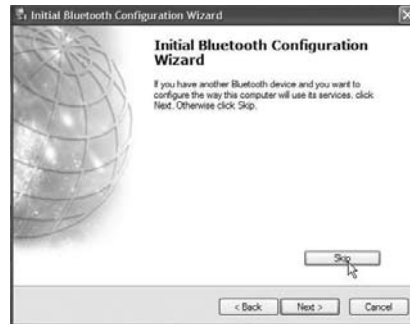 Initial Bluetooth Configuration Wizard
Initial Bluetooth Configuration
Wizard
If you have another Bluetooth device and you want to
configure the way this computer will use its services, click
Next. Otherwise click Skip.
Skip
< Back
Next >
Cancel